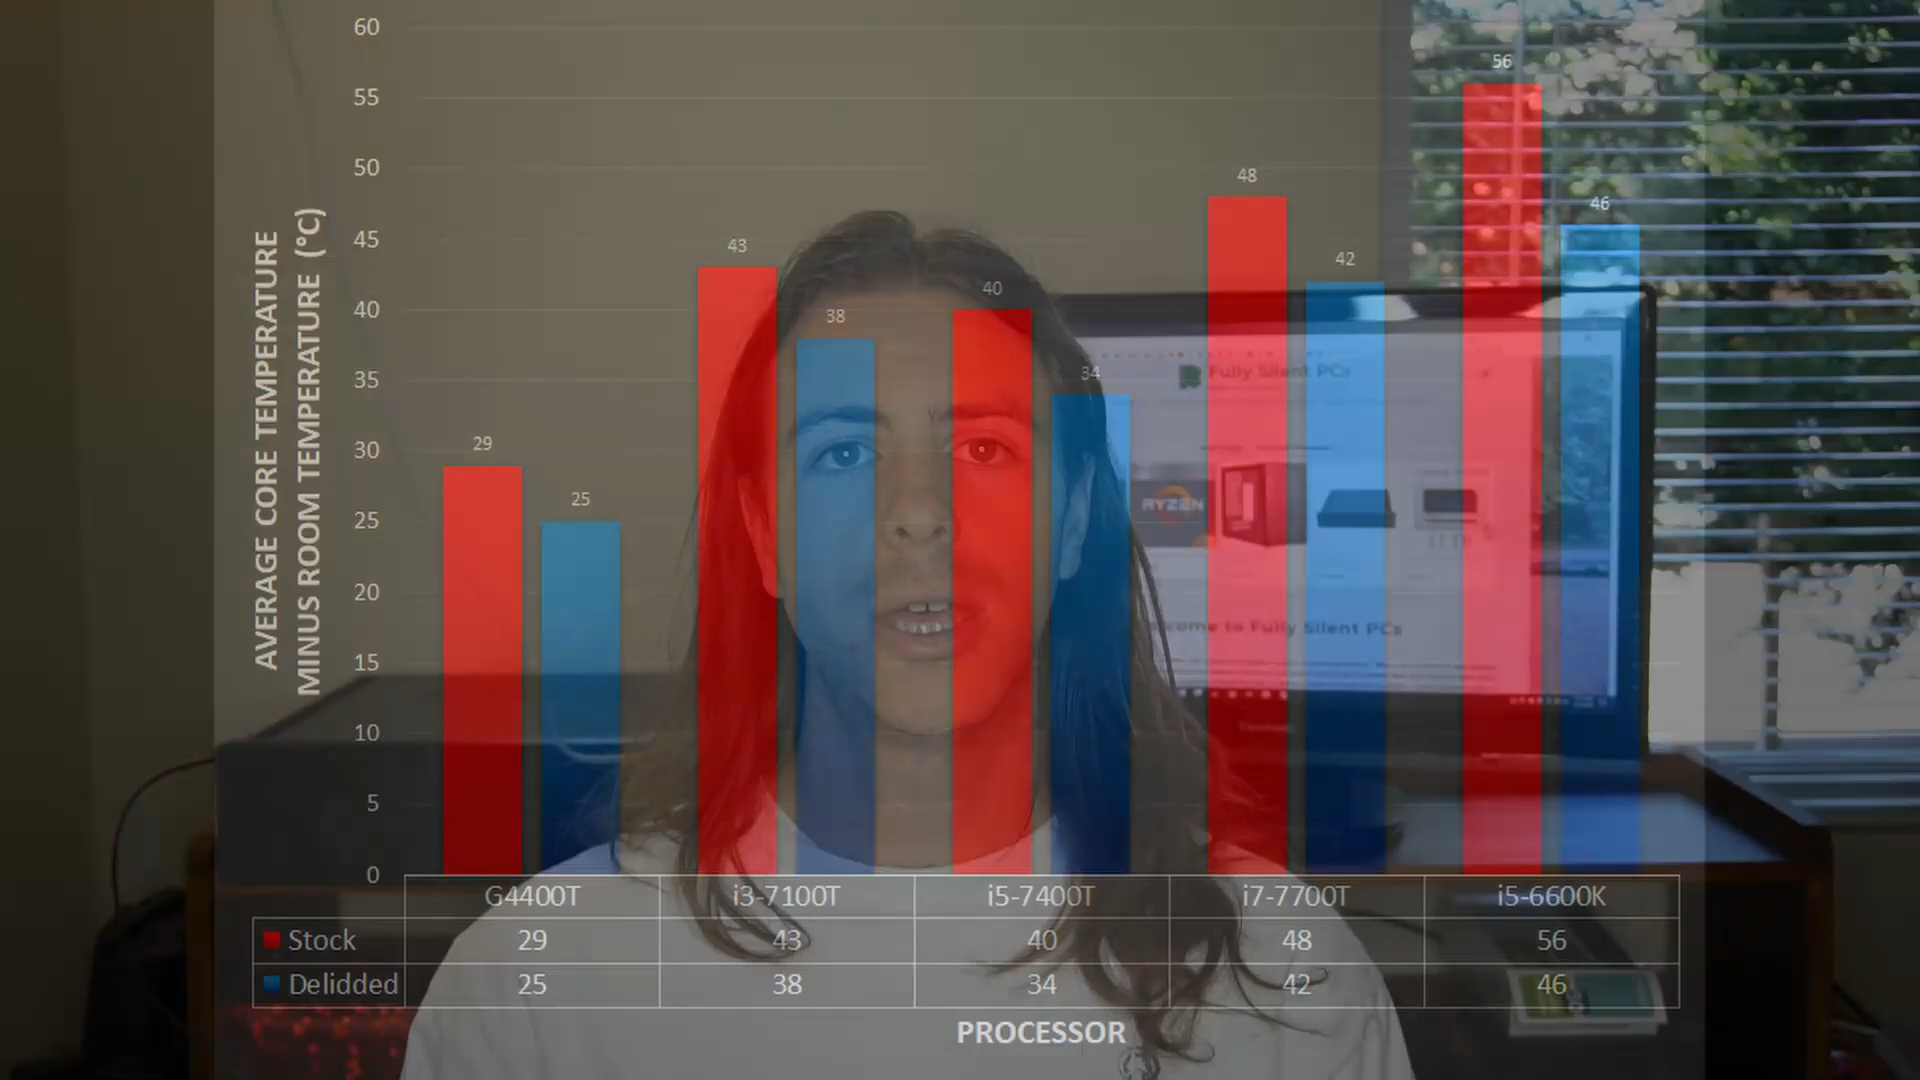 60
55
50
45
40
35
30
25
20
15
10
5
0
AVERAGE CORE TEMPERATURE
MINUS ROOM TEMPERATURE (°C)
29
25
43
38
40
34
48
42
56
46
Fully Silent PCs
RYZEN
to Fully Silent PCs
G4400T i3-7100T i5-7400T i7-7700T i5-6600K
Stock 29 43 40 48 56
Delidded 25 38 34 42 46
PROCESSOR